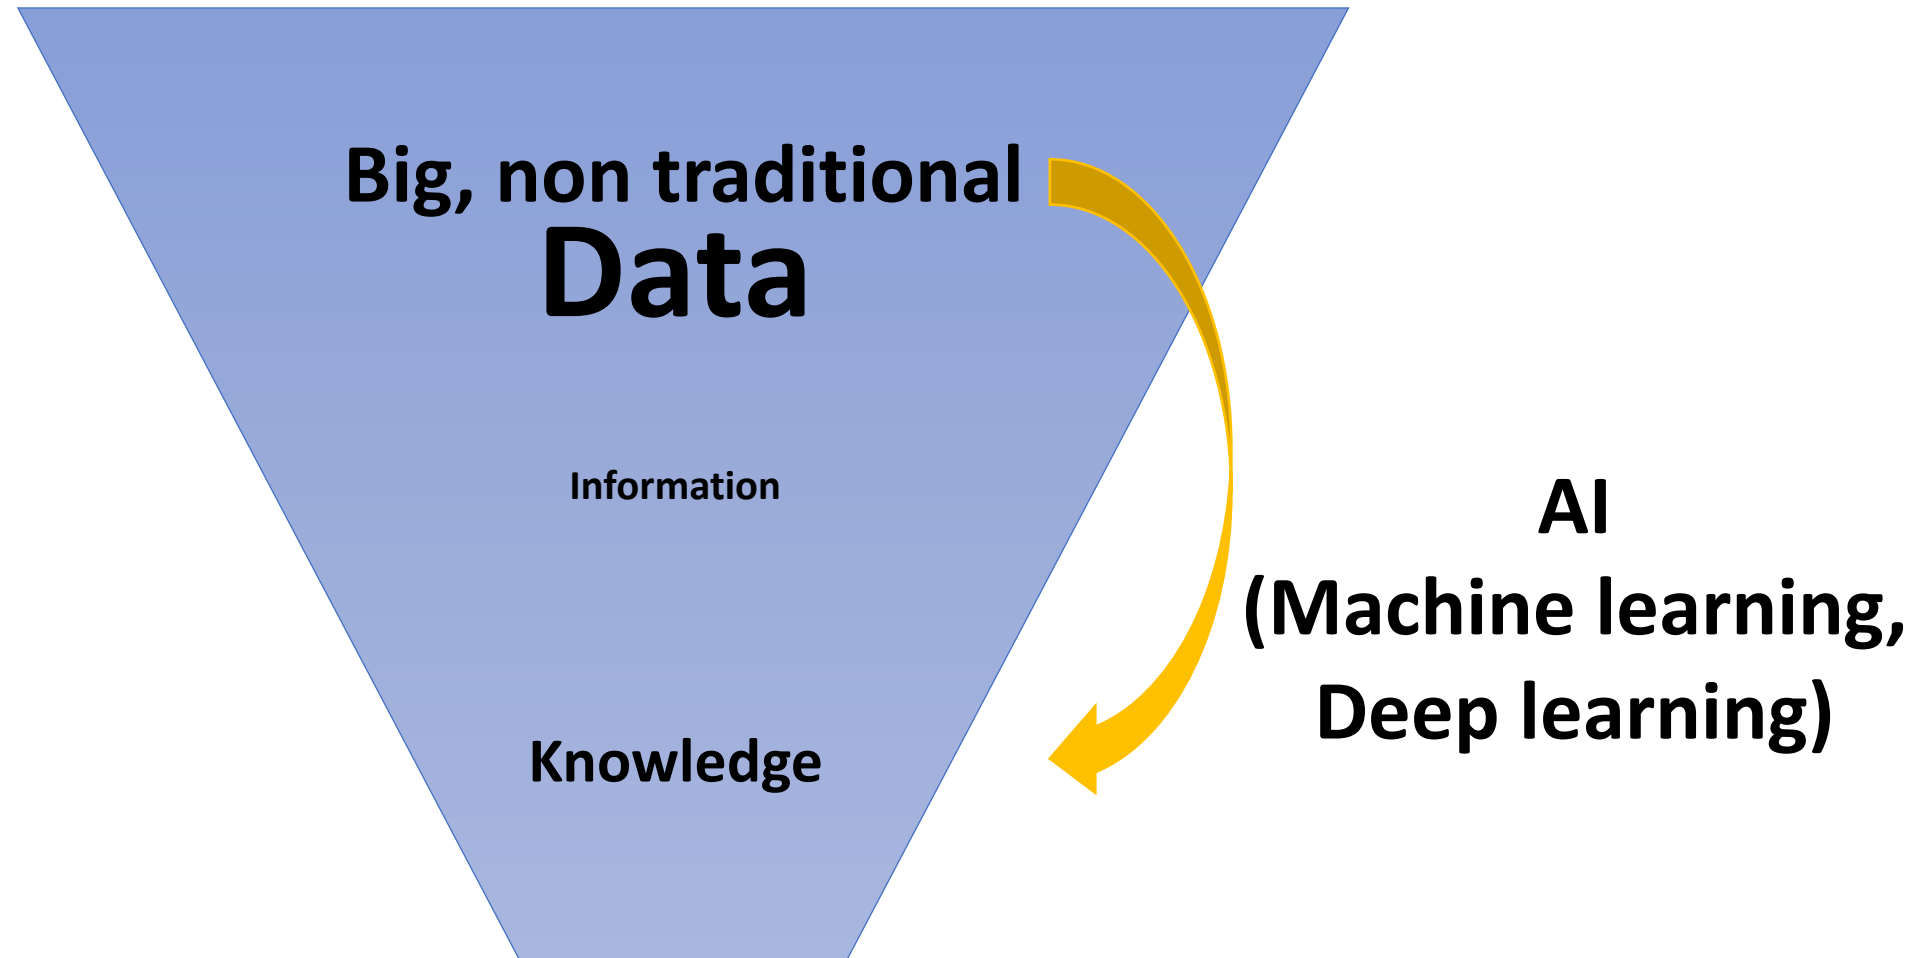 Big, non traditional
Data
Information
Knowledge
AI
(Machine learning,
Deep learning)